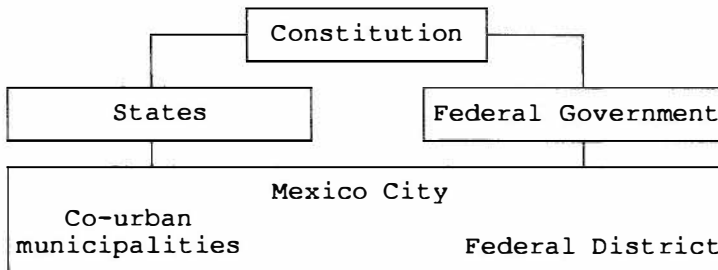 Constitution
States
Federal Government
Mexico City
Co-urban
municipalities
Federal District